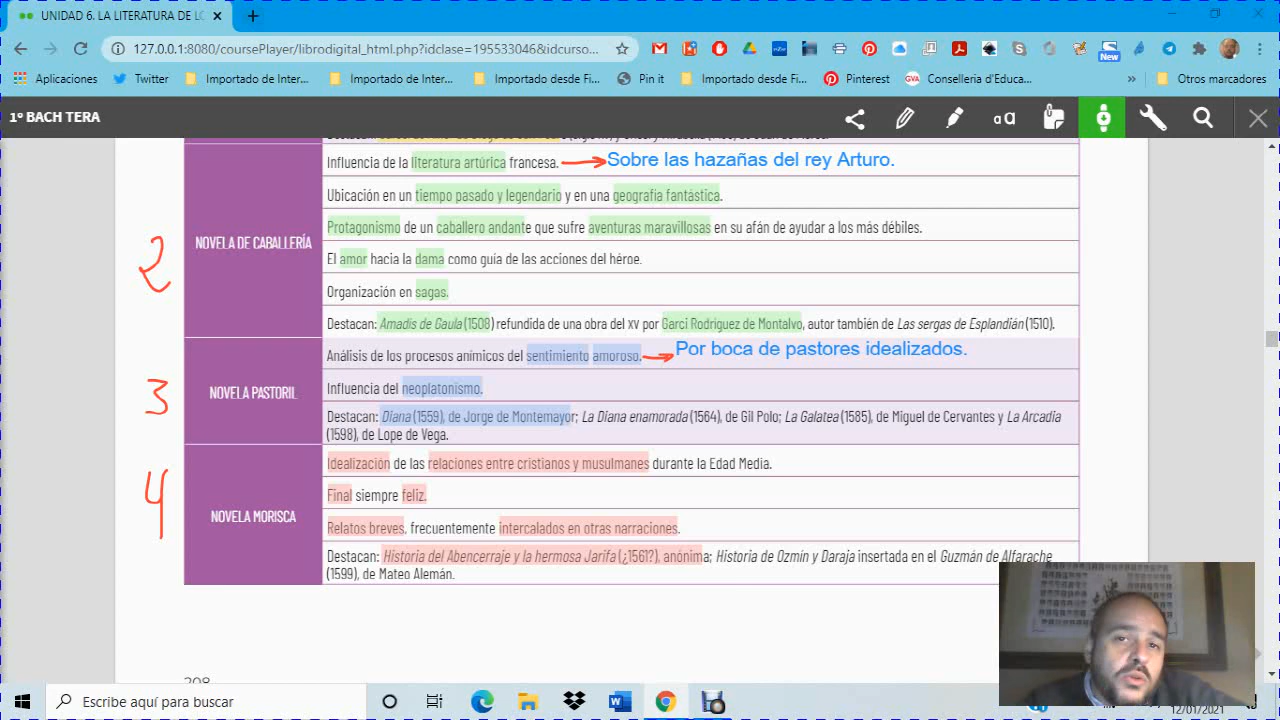 UNIDAD 6. LA LITERATURA DE LO
127.0.0.1:8080/coursePlayer/librodigital_html.php?idclase=195533046&idcurso...
New
Aplicaciones Twitter Importado de Inter... Importado de Inter... Importado desde Fi... Pin it Importado desde Fi... Pinterest GVA Conselleria d'Educa... » Otros marcadores
1º BACH TERA
aA
Influencia de la literatura artúrica francesa. Sobre las hazañas del rey Arturo.
Ubicación en un tiempo pasado y legendario y en una geografía fantástica.
Protagonismo de un caballero andante que sufre aventuras maravillosas en su afán de ayudar a los más débiles.
2 NOVELA DE CABALLERÍA
El amor hacia la dama como guía de las acciones del héroe.
Organización en sagas.
Destacan: Amadís de Gaula (1508) refundida de una obra del XV por Garci Rodríguez de Montalvo, autor también de Las sergas de Esplandián (1510).
Análisis de los procesos anímicos del sentimiento amoroso. Por boca de pastores idealizados.
3 NOVELA PASTORIL
Influencia del neoplatonismo.
Destacan: Diana (1559), de Jorge de Montemayor; La Diana enamorada (1564), de Gil Polo; La Galatea (1585), de Miguel de Cervantes y La Arcadia
(1598), de Lope de Vega.
Idealización de las relaciones entre cristianos y musulmanes durante la Edad Media.
Final siempre feliz.
4 NOVELA MORISCA
Relatos breves, frecuentemente intercalados en otras narraciones.
Destacan: Historia del Abencerraje y la hermosa Jarifa (¿1561?), anónima; Historia de Ozmín y Daraja insertada en el Guzmán de Alfarache
(1599), de Mateo Alemán.
208
Escribe aquí para buscar
12/01/2021